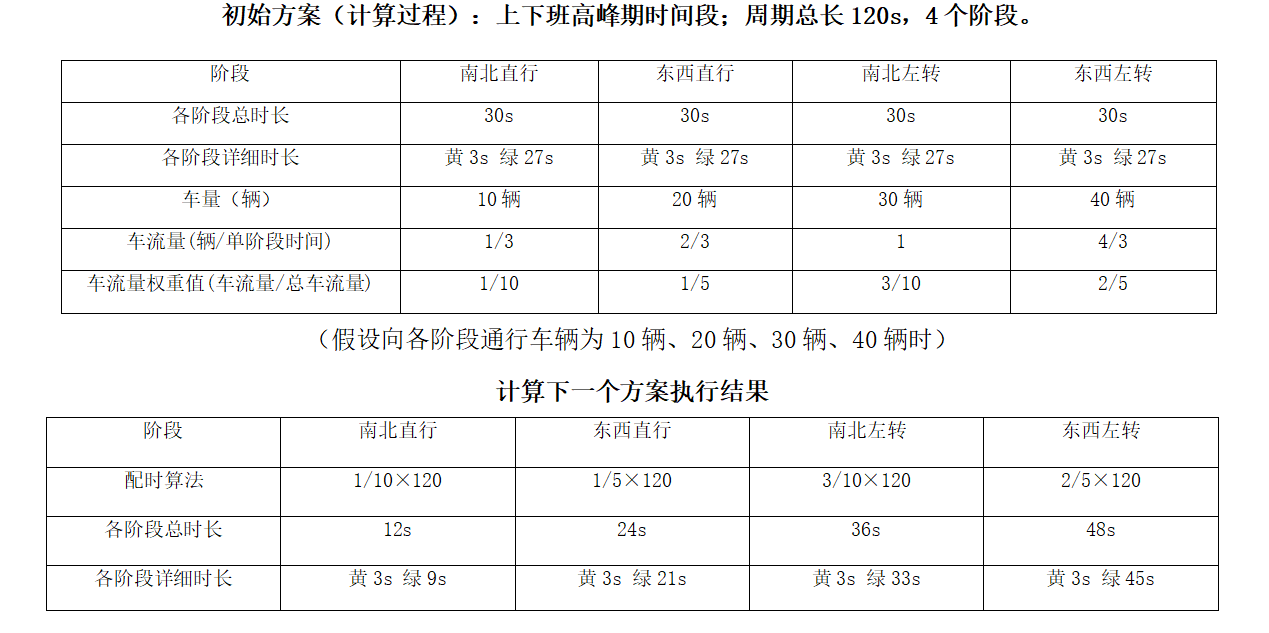 初始方案（计算过程）：上下班高峰期时间段；周期总长 120s，4 个阶段。
阶段 南北直行 东西直行 南北左转 东西左转
各阶段总时长 30s 30s 30s 30s
各阶段详细时长 黄 3s 绿 27s 黄 3s 绿 27s 黄 3s 绿 27s 黄 3s 绿 27s
车量（辆） 10 辆 20 辆 30 辆 40 辆
车流量(辆/单阶段时间) 1/3 2/3 1 4/3
车流量权重值(车流量/总车流量) 1/10 1/5 3/10 2/5
（假设向各阶段通行车辆为 10 辆、20 辆、30 辆、40 辆时）
计算下一个方案执行结果
阶段 南北直行 东西直行 南北左转 东西左转
配时算法 1/10×120 1/5×120 3/10×120 2/5×120
各阶段总时长 12s 24s 36s 48s
各阶段详细时长 黄 3s 绿 9s 黄 3s 绿 21s 黄 3s 绿 33s 黄 3s 绿 45s